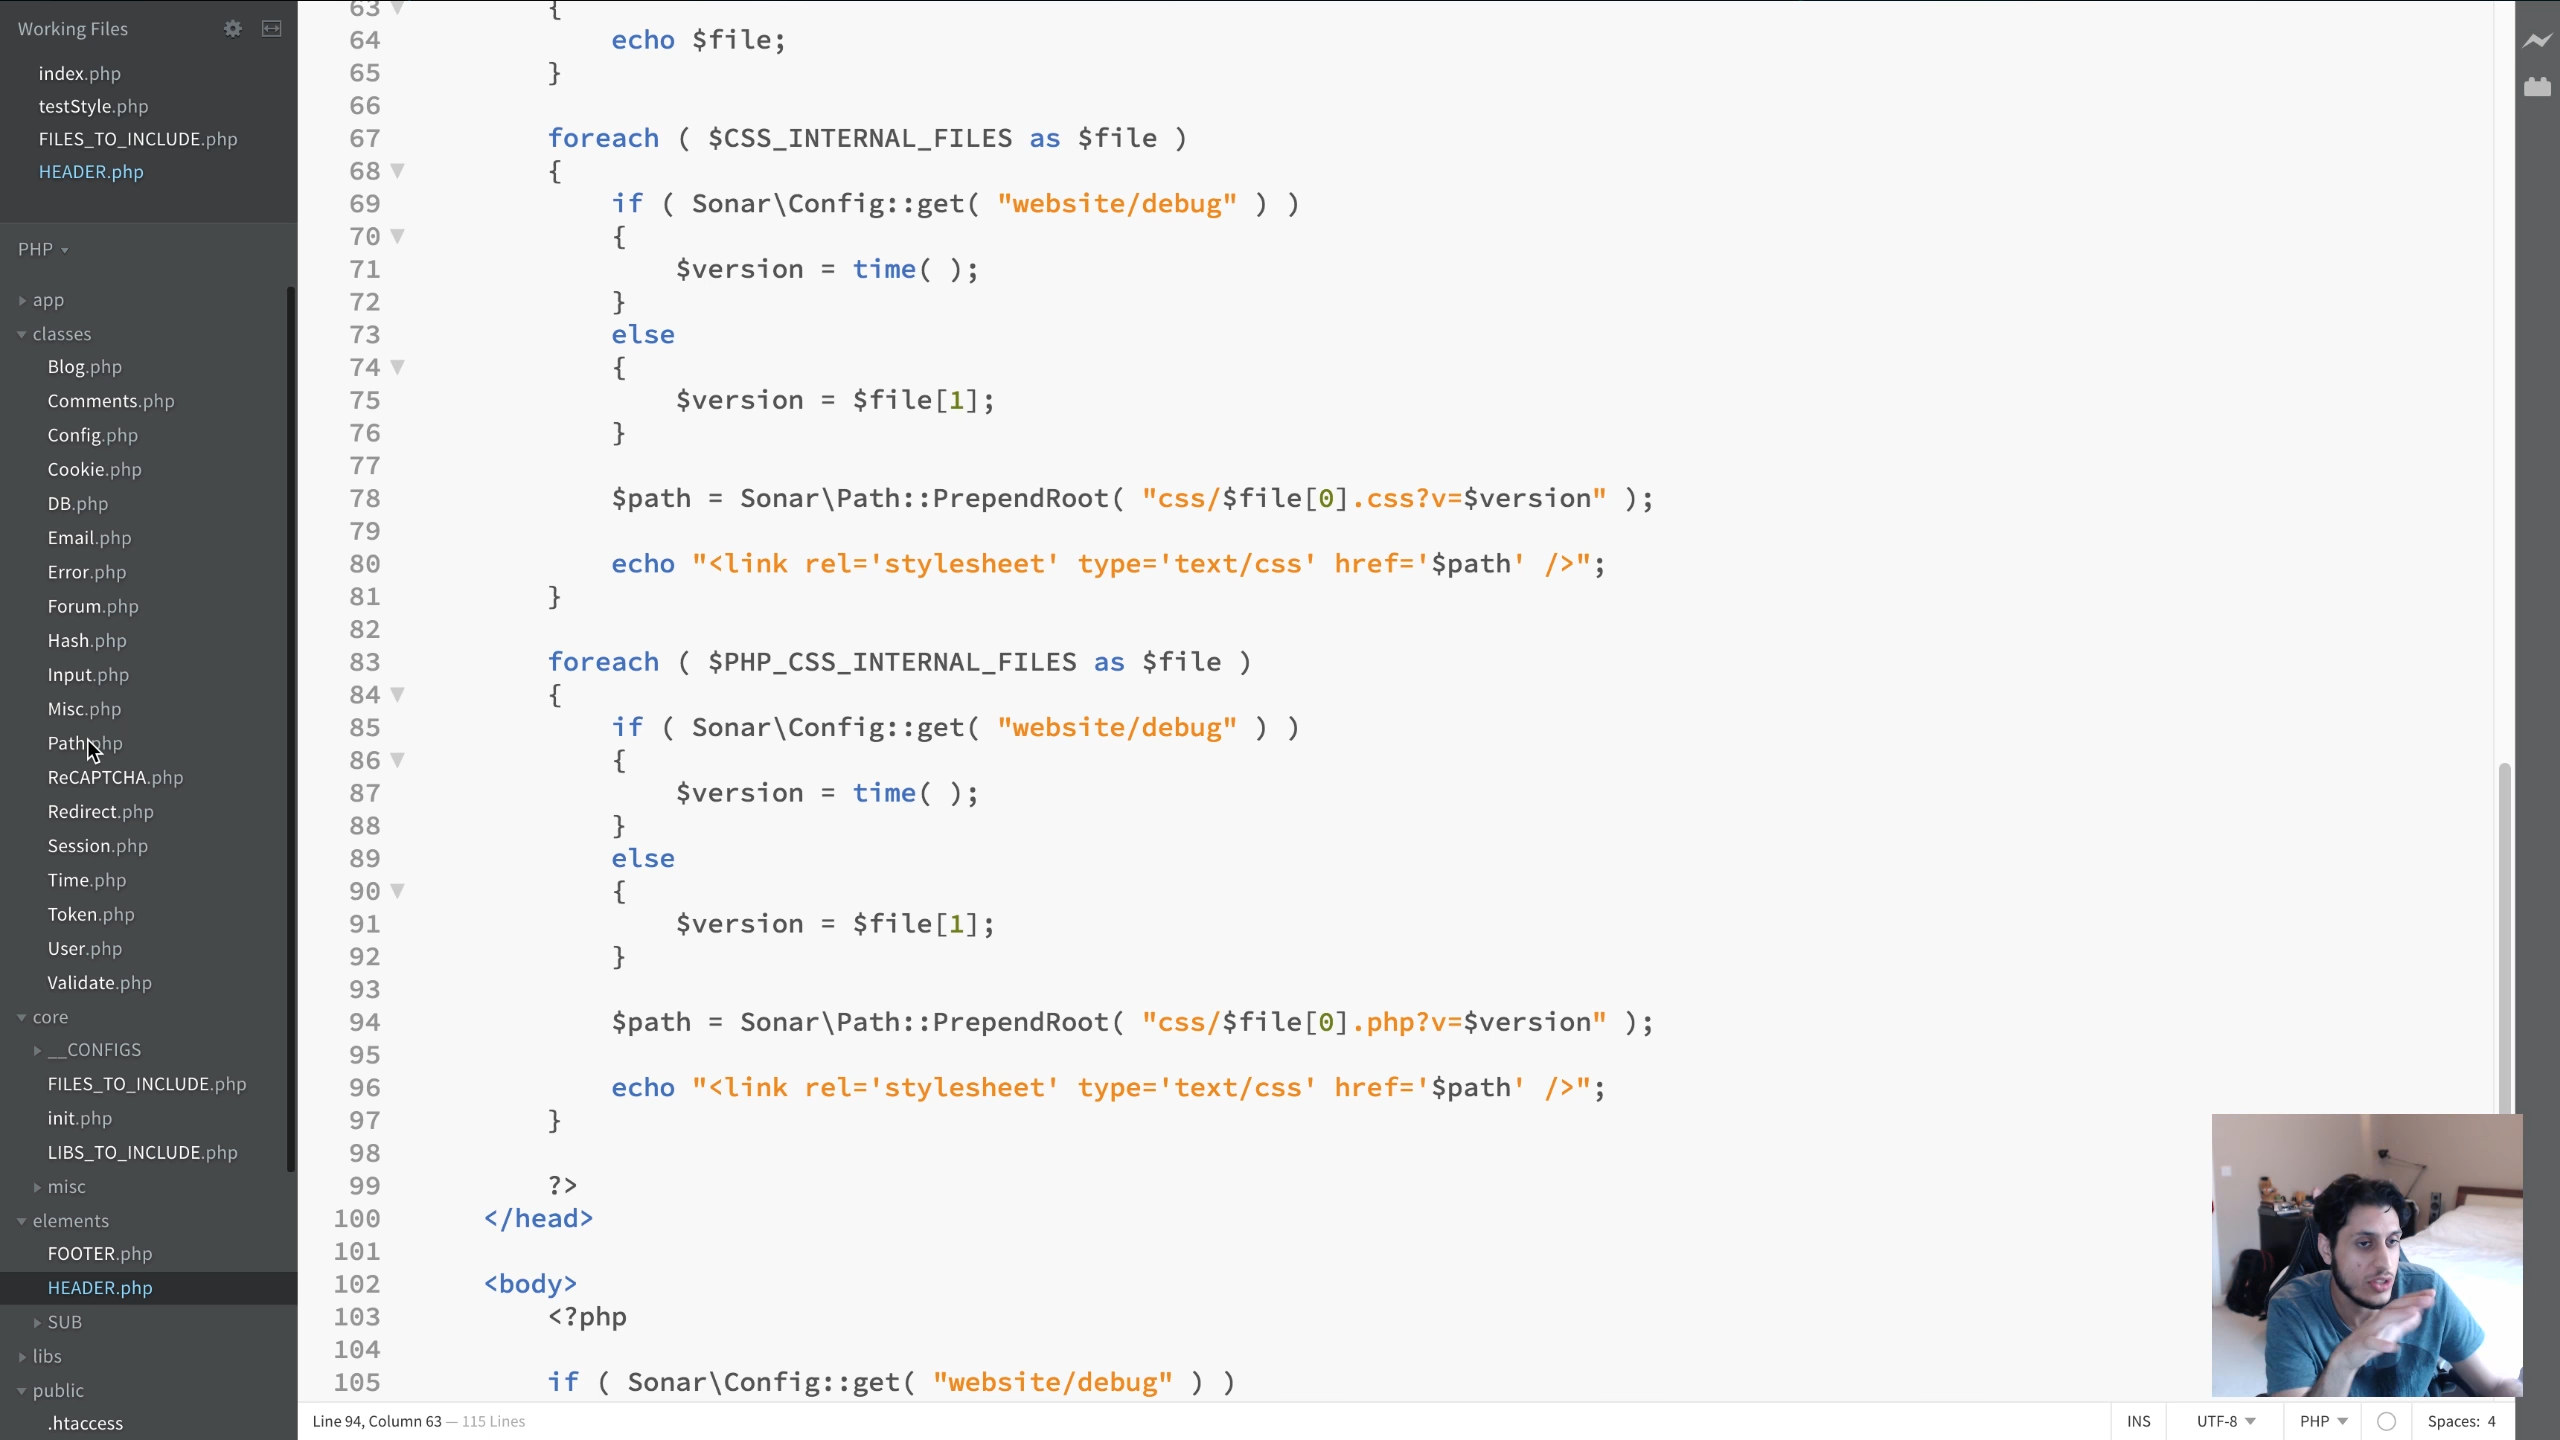 Working Files
index.php
testStyle.php
FILES_TO_INCLUDE.php
HEADER.php
PHP
app
classes
Blog.php
Comments.php
Config.php
Cookie.php
DB.php
Email.php
Error.php
Forum.php
Hash.php
Input.php
Misc.php
Path.php
ReCAPTCHA.php
Redirect.php
Session.php
Time.php
Token.php
User.php
Validate.php
core
__CONFIGS
FILES_TO_INCLUDE.php
init.php
LIBS_TO_INCLUDE.php
misc
elements
FOOTER.php
HEADER.php
SUB
libs
public
.htaccess
63 {
64 echo $file;
65 }
66
67 foreach ( $CSS_INTERNAL_FILES as $file )
68 {
69 if ( Sonar\Config::get( "website/debug" ) )
70 {
71 $version = time( );
72 }
73 else
74 {
75 $version = $file[1];
76 }
77
78 $path = Sonar\Path::PrependRoot( "css/$file[0].css?v=$version" );
79
80 echo "<link rel='stylesheet' type='text/css' href='$path' />";
81 }
82
83 foreach ( $PHP_CSS_INTERNAL_FILES as $file )
84 {
85 if ( Sonar\Config::get( "website/debug" ) )
86 {
87 $version = time( );
88 }
89 else
90 {
91 $version = $file[1];
92 }
93
94 $path = Sonar\Path::PrependRoot( "css/$file[0].php?v=$version" );
95
96 echo "<link rel='stylesheet' type='text/css' href='$path' />";
97 }
98
99 ?>
100 </head>
101
102 <body>
103 <?php
104
105 if ( Sonar\Config::get( "website/debug" ) )
Line 94, Column 63 — 115 Lines
INS UTF-8 PHP Spaces: 4